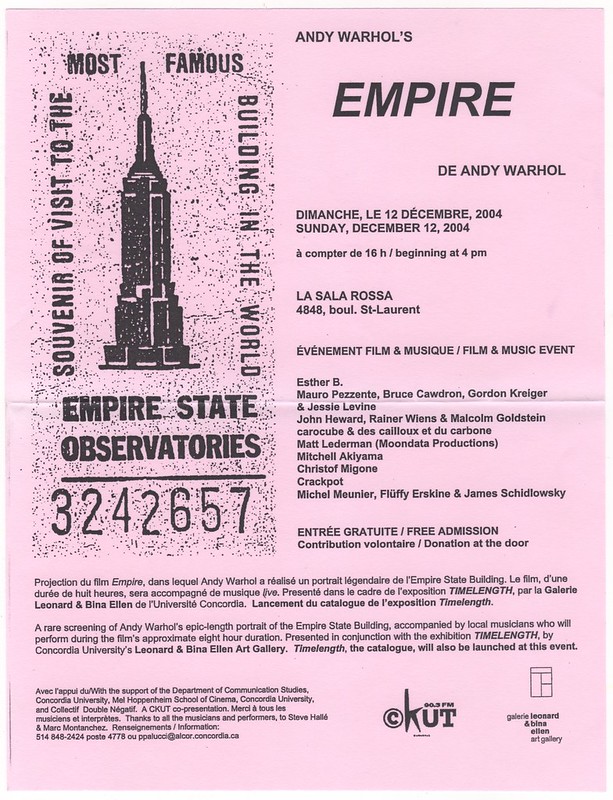 MOST FAMOUS
SOUVENIR OF VISIT TO THE
BUILDING IN THE WORLD
EMPIRE STATE
OBSERVATORIES
3242657
ANDY WARHOL'S
EMPIRE
DE ANDY WARHOL
DIMANCHE, LE 12 DÉCEMBRE, 2004
SUNDAY, DECEMBER 12, 2004
à compter de 16 h / beginning at 4 pm
LA SALA ROSSA
4848, boul. St-Laurent
ÉVÉNEMENT FILM & MUSIQUE / FILM & MUSIC EVENT
Esther B.
Mauro Pezzente, Bruce Cawdron, Gordon Kreiger
& Jessie Levine
John Heward, Rainer Wiens & Malcolm Goldstein
carocube & des cailloux et du carbone
Matt Lederman (Moondata Productions)
Mitchell Akiyama
Christof Migone
Crackpot
Michel Meunier, Flüffy Erskine & James Schidlowsky
ENTRÉE GRATUITE / FREE ADMISSION
Contribution volontaire / Donation at the door
Projection du film Empire, dans lequel Andy Warhol a réalisé un portrait légendaire de l'Empire State Building. Le film, d'une
durée de huit heures, sera accompagné de musique live. Presenté dans le cadre de l'exposition TIMELENGTH, par la Galerie
Leonard & Bina Ellen de l'Université Concordia. Lancement du catalogue de l'exposition Timelength.
A rare screening of Andy Warhol's epic-length portrait of the Empire State Building, accompanied by local musicians who will
perform during the film's approximate eight hour duration. Presented in conjunction with the exhibition TIMELENGTH, by
Concordia University's Leonard & Bina Ellen Art Gallery. Timelength, the catalogue, will also be launched at this event.
Avec l'appui du/With the support of the Department of Communication Studies,
Concordia University, Mel Hoppenheim School of Cinema, Concordia University,
and Collectif Double Négatif. A CKUT co-presentation. Merci à tous les
musiciens et interprètes. Thanks to all the musicians and performers, to Steve Hallé
& Marc Montanchez. Renseignements / Information:
514 848-2424 poste 4778 ou ppalucci@alcor.concordia.ca
90.3 FM
CKUT
galerie leonard
& bina
ellen
art gallery